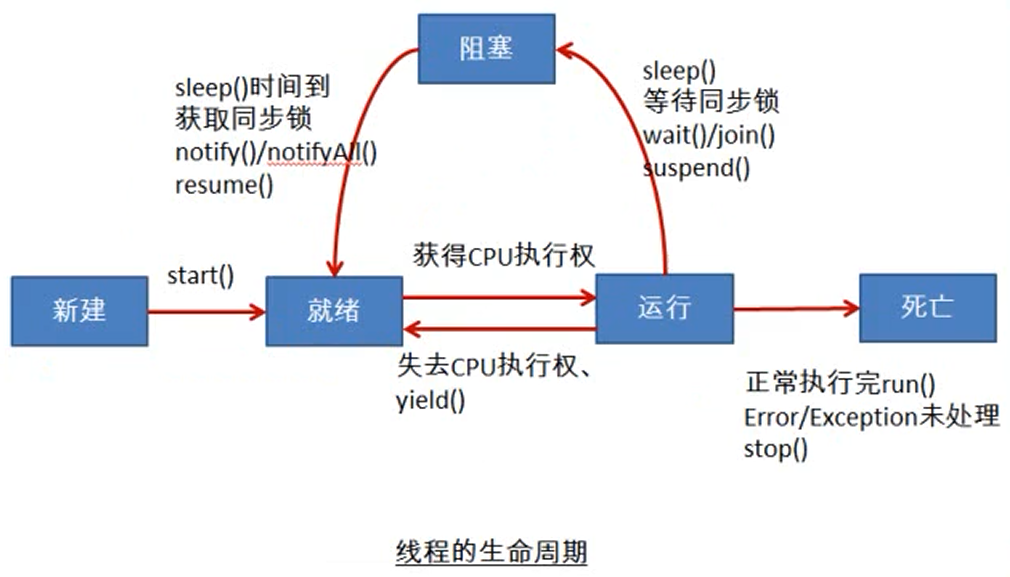 阻塞
sleep()时间到
获取同步锁
notify()/notifyAll()
resume()
sleep()
等待同步锁
wait()/join()
suspend()
新建
start()
就绪
获得CPU执行权
失去CPU执行权、
yield()
运行
死亡
正常执行完run()
Error/Exception未处理
stop()
线程的生命周期